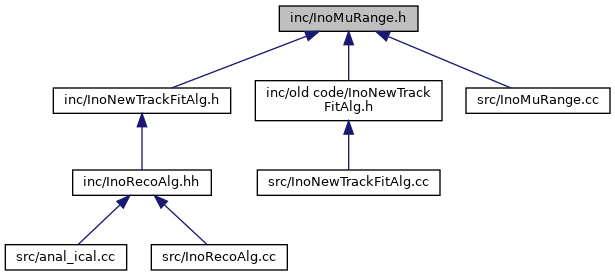 inc/InoMuRange.h
inc/InoNewTrackFitAlg.h
inc/old code/InoNewTrack
FitAlg.h
src/InoMuRange.cc
inc/InoRecoAlg.hh
src/InoNewTrackFitAlg.cc
src/anal_ical.cc
src/InoRecoAlg.cc